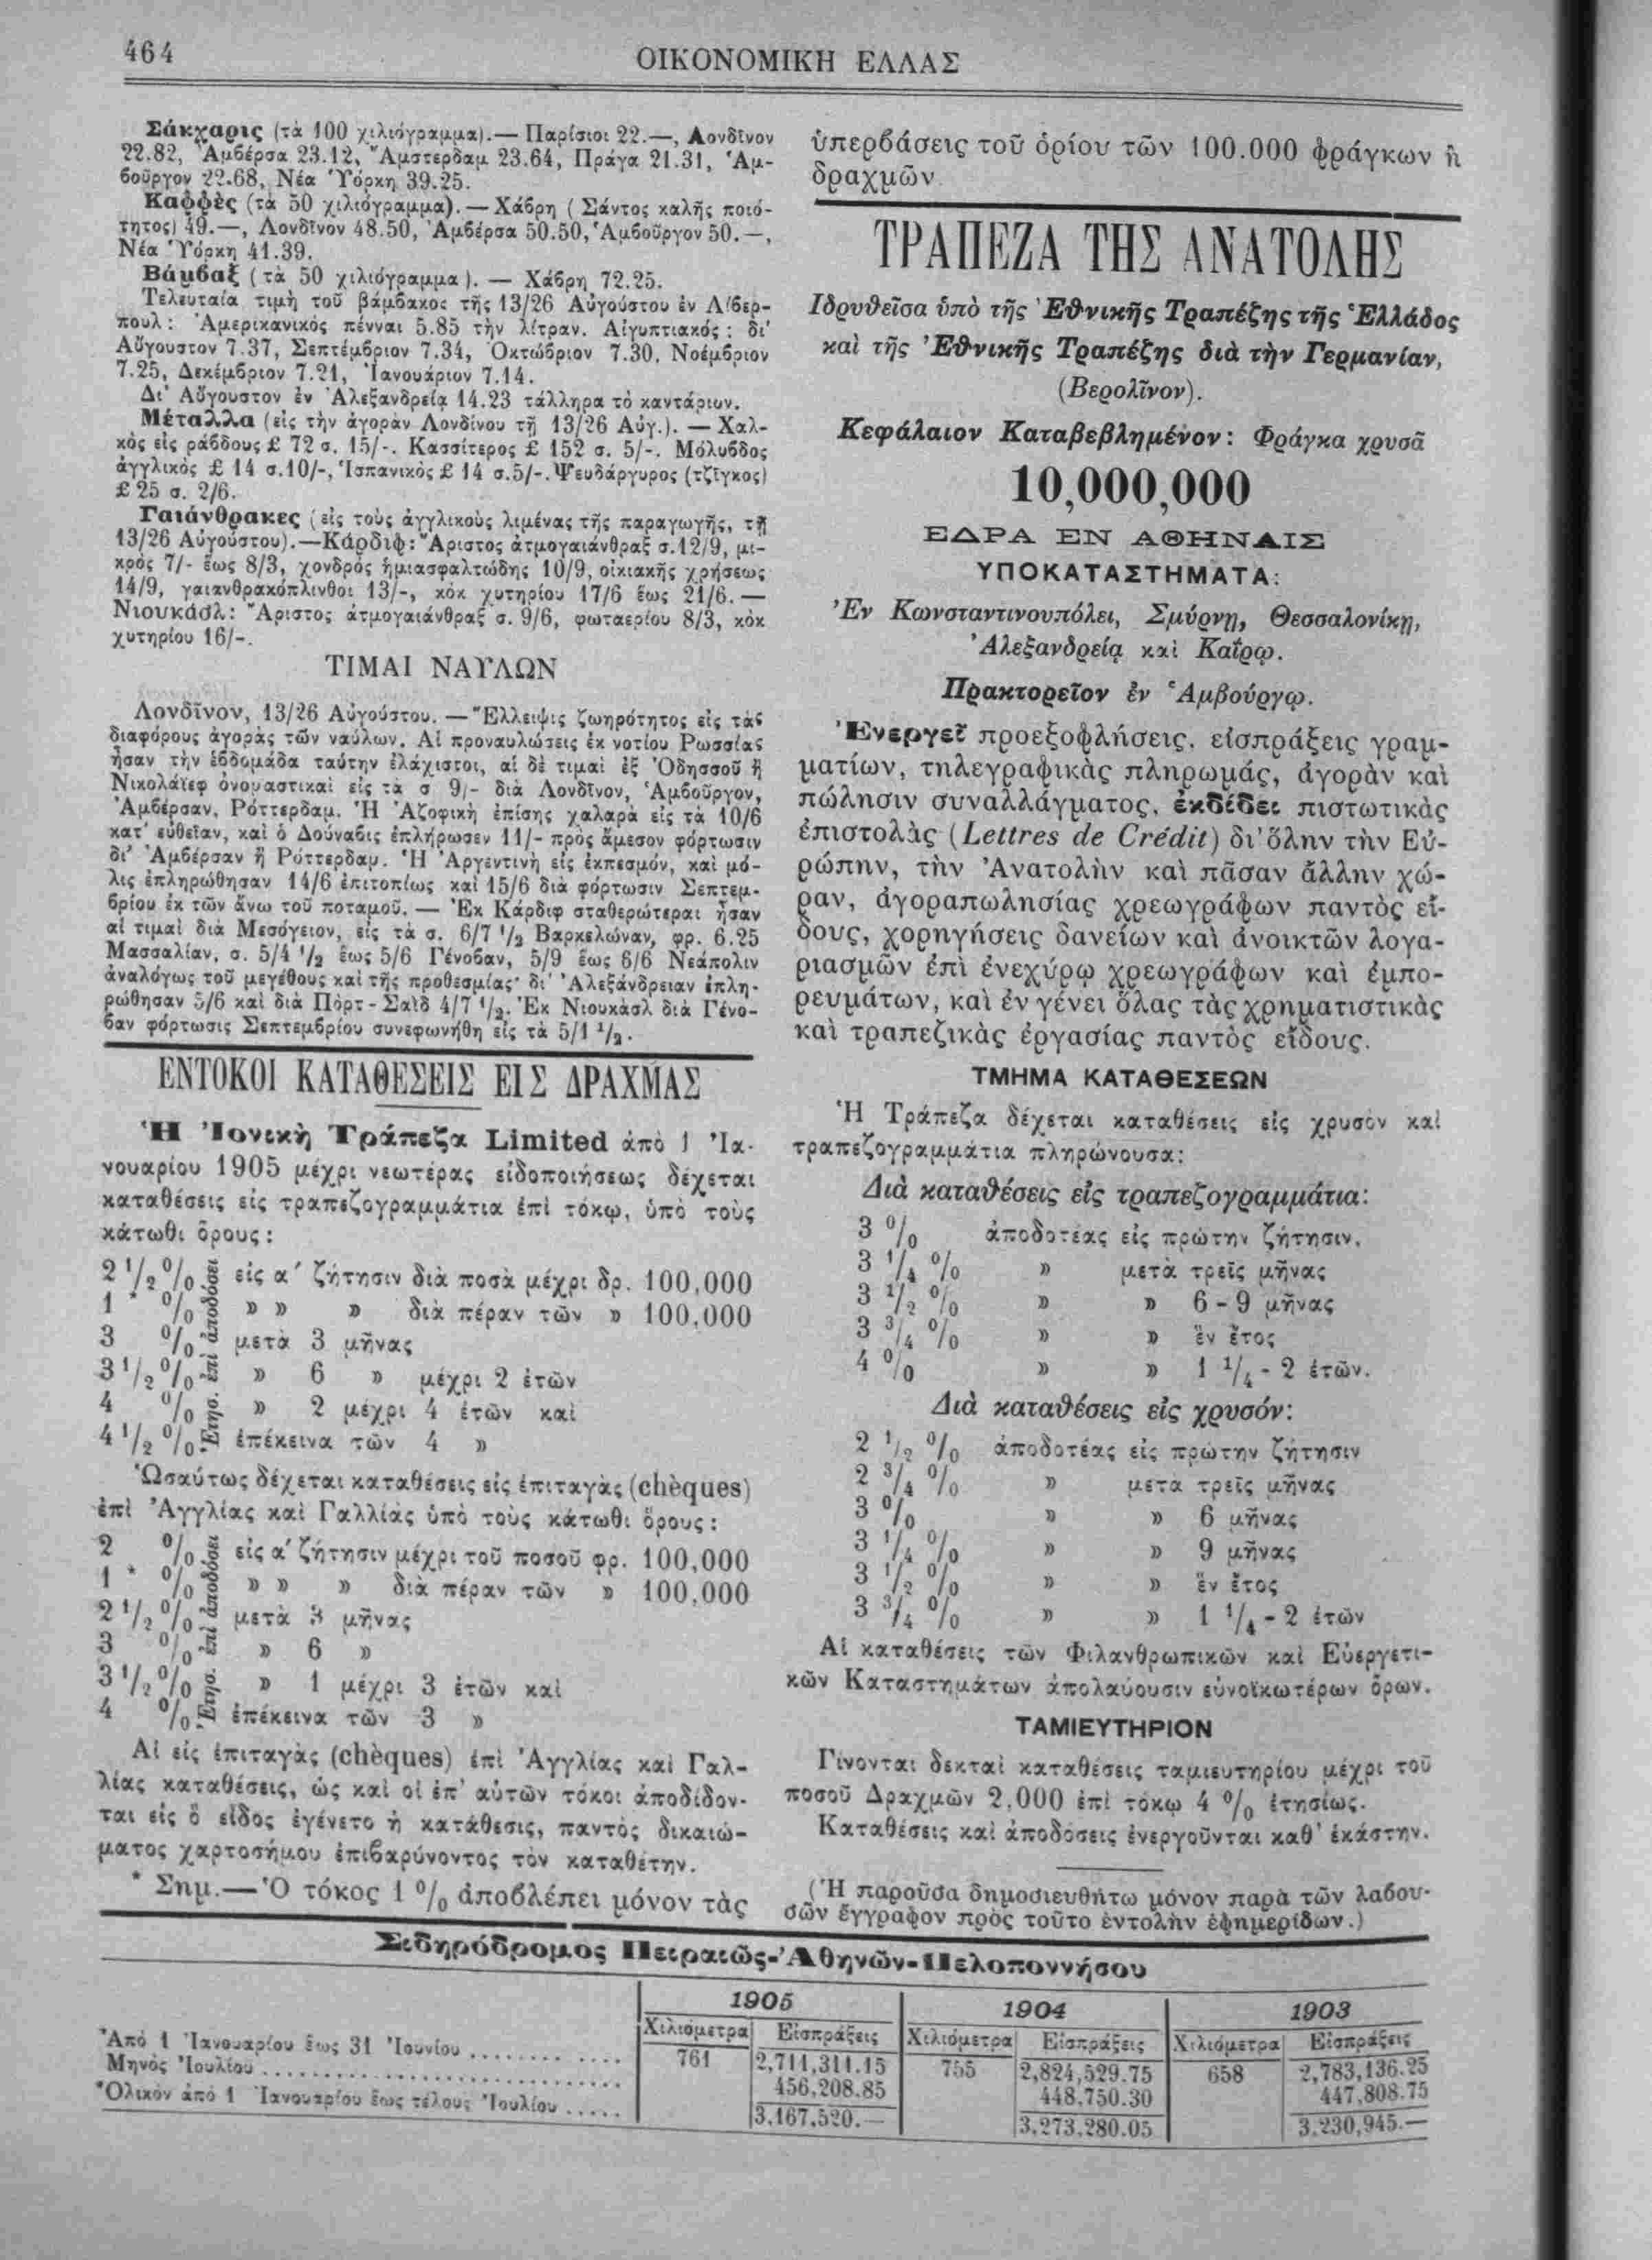 464
ΟΙΚΟΝΟΜΙΚΗ ΕΛΛΑΣ
Σάκχαρις (τὰ 100 χιλιόγραμμα).— Παρίσιοι 22.—, Λονδῖνον
22.82, Ἀμβέρσα 23.12, Ἄμστερδαμ 23.64, Πράγα 21.31, Ἀμ-
βοῦργον 22.68, Νέα Ὑόρκη 39.25.
Καφφὲς (τὰ 50 χιλιόγραμμα). — Χάβρη (Σάντος καλῆς ποιό-
τητος) 49.—, Λονδῖνον 48.50, Ἀμβέρσα 50.50, Ἀμβοῦργον 50.—,
Νέα Ὑόρκη 41.39.
Βάμβαξ (τὰ 50 χιλιόγραμμα). — Χάβρη 72.25.
Τελευταία τιμὴ τοῦ βάμβακος τῆς 13/26 Αὐγούστου ἐν Λίβερ-
πουλ: Ἀμερικανικὸς πένναι 5.85 τὴν λίτραν. Αἰγυπτιακός: δι'
Αὔγουστον 7.37, Σεπτέμβριον 7.34, Ὀκτώβριον 7.30, Νοέμβριον
7.25, Δεκέμβριον 7.21, Ἰανουάριον 7.14.
Δι' Αὔγουστον ἐν Ἀλεξανδρείᾳ 14.23 τάλληρα τὸ καντάριον.
Μέταλλα (εἰς τὴν ἀγορὰν Λονδίνου τῇ 13/26 Αὐγ.). — Χαλ-
κὸς εἰς ράβδους £ 72 σ. 15/-. Κασσίτερος £ 152 σ. 5/-. Μόλυβδος
ἀγγλικὸς £ 14 σ.10/-, Ἱσπανικὸς £ 14 σ.5/-. Ψευδάργυρος (τζῖγκος)
£ 25 σ. 2/6.
Γαιάνθρακες (εἰς τοὺς ἀγγλικοὺς λιμένας τῆς παραγωγῆς, τῇ
13/26 Αὐγούστου).—Κάρδιφ: Ἄριστος ἀτμογαιάνθραξ σ.12/9, μι-
κρὸς 7/- ἕως 8/3, χονδρὸς ἡμιασφαλτώδης 10/9, οἰκιακῆς χρήσεως
14/9, γαιανθρακόπλινθοι 13/-, κὸκ χυτηρίου 17/6 ἕως 21/6. —
Νιουκάσλ: Ἄριστος ἀτμογαιάνθραξ σ. 9/6, φωταερίου 8/3, κὸκ
χυτηρίου 16/-.
ΤΙΜΑΙ ΝΑΥΛΩΝ
Λονδῖνον, 13/26 Αὐγούστου. — Ἔλλειψις ζωηρότητος εἰς τὰς
διαφόρους ἀγορὰς τῶν ναύλων. Αἱ προναυλώσεις ἐκ νοτίου Ρωσσίας
ἦσαν τὴν ἑβδομάδα ταύτην ἐλάχισται, αἱ δὲ τιμαὶ ἐξ Ὀδησσοῦ ἢ
Νικολάϊεφ ὀνομαστικαὶ εἰς τὰ σ 9/- διὰ Λονδῖνον, Ἀμβοῦργον,
Ἀμβέρσαν, Ρόττερδαμ. Ἡ Ἀζοφικὴ ἐπίσης χαλαρὰ εἰς τὰ 10/6
κατ' εὐθεῖαν, καὶ ὁ Δούναβις ἐπλήρωσεν 11/- πρὸς ἄμεσον φόρτωσιν
δι' Ἀμβέρσαν ἢ Ρόττερδαμ. Ἡ Ἀργεντινὴ εἰς ἐκπεσμόν, καὶ μό-
λις ἐπληρώθησαν 14/6 ἐπιτοπίως καὶ 15/6 διὰ φόρτωσιν Σεπτεμ-
βρίου ἐκ τῶν ἄνω τοῦ ποταμοῦ. — Ἐκ Κάρδιφ σταθερώτεραι ἦσαν
αἱ τιμαὶ διὰ Μεσόγειον, εἰς τὰ σ. 6/7 1/2 Βαρκελώναν, φρ. 6.25
Μασσαλίαν, σ. 5/4 1/2 ἕως 5/6 Γένοβαν, 5/9 ἕως 6/6 Νεάπολιν
ἀναλόγως τοῦ μεγέθους καὶ τῆς προθεσμίας· δι' Ἀλεξάνδρειαν ἐπλη-
ρώθησαν 5/6 καὶ διὰ Πὸρτ-Σαῒδ 4/7 1/2. Ἐκ Νιουκὰσλ διὰ Γένο-
βαν φόρτωσις Σεπτεμβρίου συνεφωνήθη εἰς τὰ 5/1 1/2.
ΕΝΤΟΚΟΙ ΚΑΤΑΘΕΣΕΙΣ ΕΙΣ ΔΡΑΧΜΑΣ
Ἡ Ἰονικὴ Τράπεζα Limited ἀπὸ 1 Ἰα-
νουαρίου 1905 μέχρι νεωτέρας εἰδοποιήσεως δέχεται
καταθέσεις εἰς τραπεζογραμμάτια ἐπὶ τόκῳ, ὑπὸ τοὺς
κάτωθι ὅρους:
Ἐτησ. ἐπὶ ἀποδόσει
2 1/2 % εἰς α' ζήτησιν διὰ ποσὰ μέχρι δρ. 100,000
1 * % » » » διὰ πέραν τῶν » 100,000
3 % μετὰ 3 μῆνας
3 1/2 % » 6 » μέχρι 2 ἐτῶν
4 % » 2 μέχρι 4 ἐτῶν καὶ
4 1/2 % ἐπέκεινα τῶν 4 »
Ὡσαύτως δέχεται καταθέσεις εἰς ἐπιταγὰς (chèques)
ἐπὶ Ἀγγλίας καὶ Γαλλίας ὑπὸ τοὺς κάτωθι ὅρους:
Ἐτησ. ἐπὶ ἀποδόσει
2 % εἰς α' ζήτησιν μέχρι τοῦ ποσοῦ φρ. 100,000
1 * % » » » διὰ πέραν τῶν » 100,000
2 1/2 % μετὰ 3 μῆνας
3 % » 6 »
3 1/2 % » 1 μέχρι 3 ἐτῶν καὶ
4 % ἐπέκεινα τῶν 3 »
Αἱ εἰς ἐπιταγὰς (chèques) ἐπὶ Ἀγγλίας καὶ Γαλ-
λίας καταθέσεις, ὡς καὶ οἱ ἐπ' αὐτῶν τόκοι ἀποδίδον-
ται εἰς ὃ εἶδος ἐγένετο ἡ κατάθεσις, παντὸς δικαιώ-
ματος χαρτοσήμου ἐπιβαρύνοντος τὸν καταθέτην.
* Σημ.—Ὁ τόκος 1 % ἀποβλέπει μόνον τὰς
ὑπερβάσεις τοῦ ὁρίου τῶν 100.000 φράγκων ἢ
δραχμῶν
ΤΡΑΠΕΖΑ ΤΗΣ ΑΝΑΤΟΛΗΣ
Ἱδρυθεῖσα ὑπὸ τῆς Ἐθνικῆς Τραπέζης τῆς Ἑλλάδος
καὶ τῆς Ἐθνικῆς Τραπέζης διὰ τὴν Γερμανίαν,
(Βερολῖνον).
Κεφάλαιον Καταβεβλημένον: Φράγκα χρυσᾶ
10,000,000
ΕΔΡΑ ΕΝ ΑΘΗΝΑΙΣ
ΥΠΟΚΑΤΑΣΤΗΜΑΤΑ:
Ἐν Κωνσταντινουπόλει, Σμύρνῃ, Θεσσαλονίκῃ,
Ἀλεξανδρείᾳ καὶ Καΐρῳ.
Πρακτορεῖον ἐν Ἀμβούργῳ.
Ἐνεργεῖ προεξοφλήσεις, εἰσπράξεις γραμ-
ματίων, τηλεγραφικὰς πληρωμάς, ἀγορὰν καὶ
πώλησιν συναλλάγματος, ἐκδίδει πιστωτικὰς
ἐπιστολὰς (Lettres de Crédit) δι' ὅλην τὴν Εὐ-
ρώπην, τὴν Ἀνατολὴν καὶ πᾶσαν ἄλλην χώ-
ραν, ἀγοραπωλησίας χρεωγράφων παντὸς εἴ-
δους, χορηγήσεις δανείων καὶ ἀνοικτῶν λογα-
ριασμῶν ἐπὶ ἐνεχύρῳ χρεωγράφων καὶ ἐμπο-
ρευμάτων, καὶ ἐν γένει ὅλας τὰς χρηματιστικὰς
καὶ τραπεζικὰς ἐργασίας παντὸς εἴδους.
ΤΜΗΜΑ ΚΑΤΑΘΕΣΕΩΝ
Ἡ Τράπεζα δέχεται καταθέσεις εἰς χρυσὸν καὶ
τραπεζογραμμάτια πληρώνουσα:
Διὰ καταθέσεις εἰς τραπεζογραμμάτια:
3 % ἀποδοτέας εἰς πρώτην ζήτησιν,
3 1/4 % » μετὰ τρεῖς μῆνας
3 1/2 % » » 6 - 9 μῆνας
3 3/4 % » » ἓν ἔτος
4 % » » 1 1/4 - 2 ἐτῶν.
Διὰ καταθέσεις εἰς χρυσόν:
2 1/2 % ἀποδοτέας εἰς πρώτην ζήτησιν
2 3/4 % » μετὰ τρεῖς μῆνας
3 % » » 6 μῆνας
3 1/4 % » » 9 μῆνας
3 1/2 % » » ἓν ἔτος
3 3/4 % » » 1 1/4 - 2 ἐτῶν
Αἱ καταθέσεις τῶν Φιλανθρωπικῶν καὶ Εὐεργετι-
κῶν Καταστημάτων ἀπολαύουσιν εὐνοϊκωτέρων ὅρων.
ΤΑΜΙΕΥΤΗΡΙΟΝ
Γίνονται δεκταὶ καταθέσεις ταμιευτηρίου μέχρι τοῦ
ποσοῦ Δραχμῶν 2,000 ἐπὶ τόκῳ 4 % ἐτησίως.
Καταθέσεις καὶ ἀποδόσεις ἐνεργοῦνται καθ' ἑκάστην.
(Ἡ παροῦσα δημοσιευθήτω μόνον παρὰ τῶν λαβου-
σῶν ἔγγραφον πρὸς τοῦτο ἐντολὴν ἐφημερίδων.)
Σιδηρόδρομος Πειραιῶς-Ἀθηνῶν-Πελοποννήσου
1905 1904 1903
Χιλιόμετρα Εἰσπράξεις Χιλιόμετρα Εἰσπράξεις Χιλιόμετρα Εἰσπράξεις
Ἀπὸ 1 Ἰανουαρίου ἕως 31 Ἰουνίου ........ 761 2,711,311.15 755 2,824,529.75 658 2,783,136.25
Μηνὸς Ἰουλίου ........ 456,208.85 448,750.30 447,808.75
Ὁλικὸν ἀπὸ 1 Ἰανουαρίου ἕως τέλους Ἰουλίου ..... 3,167,520.— 3,273,280.05 3,230,945.—